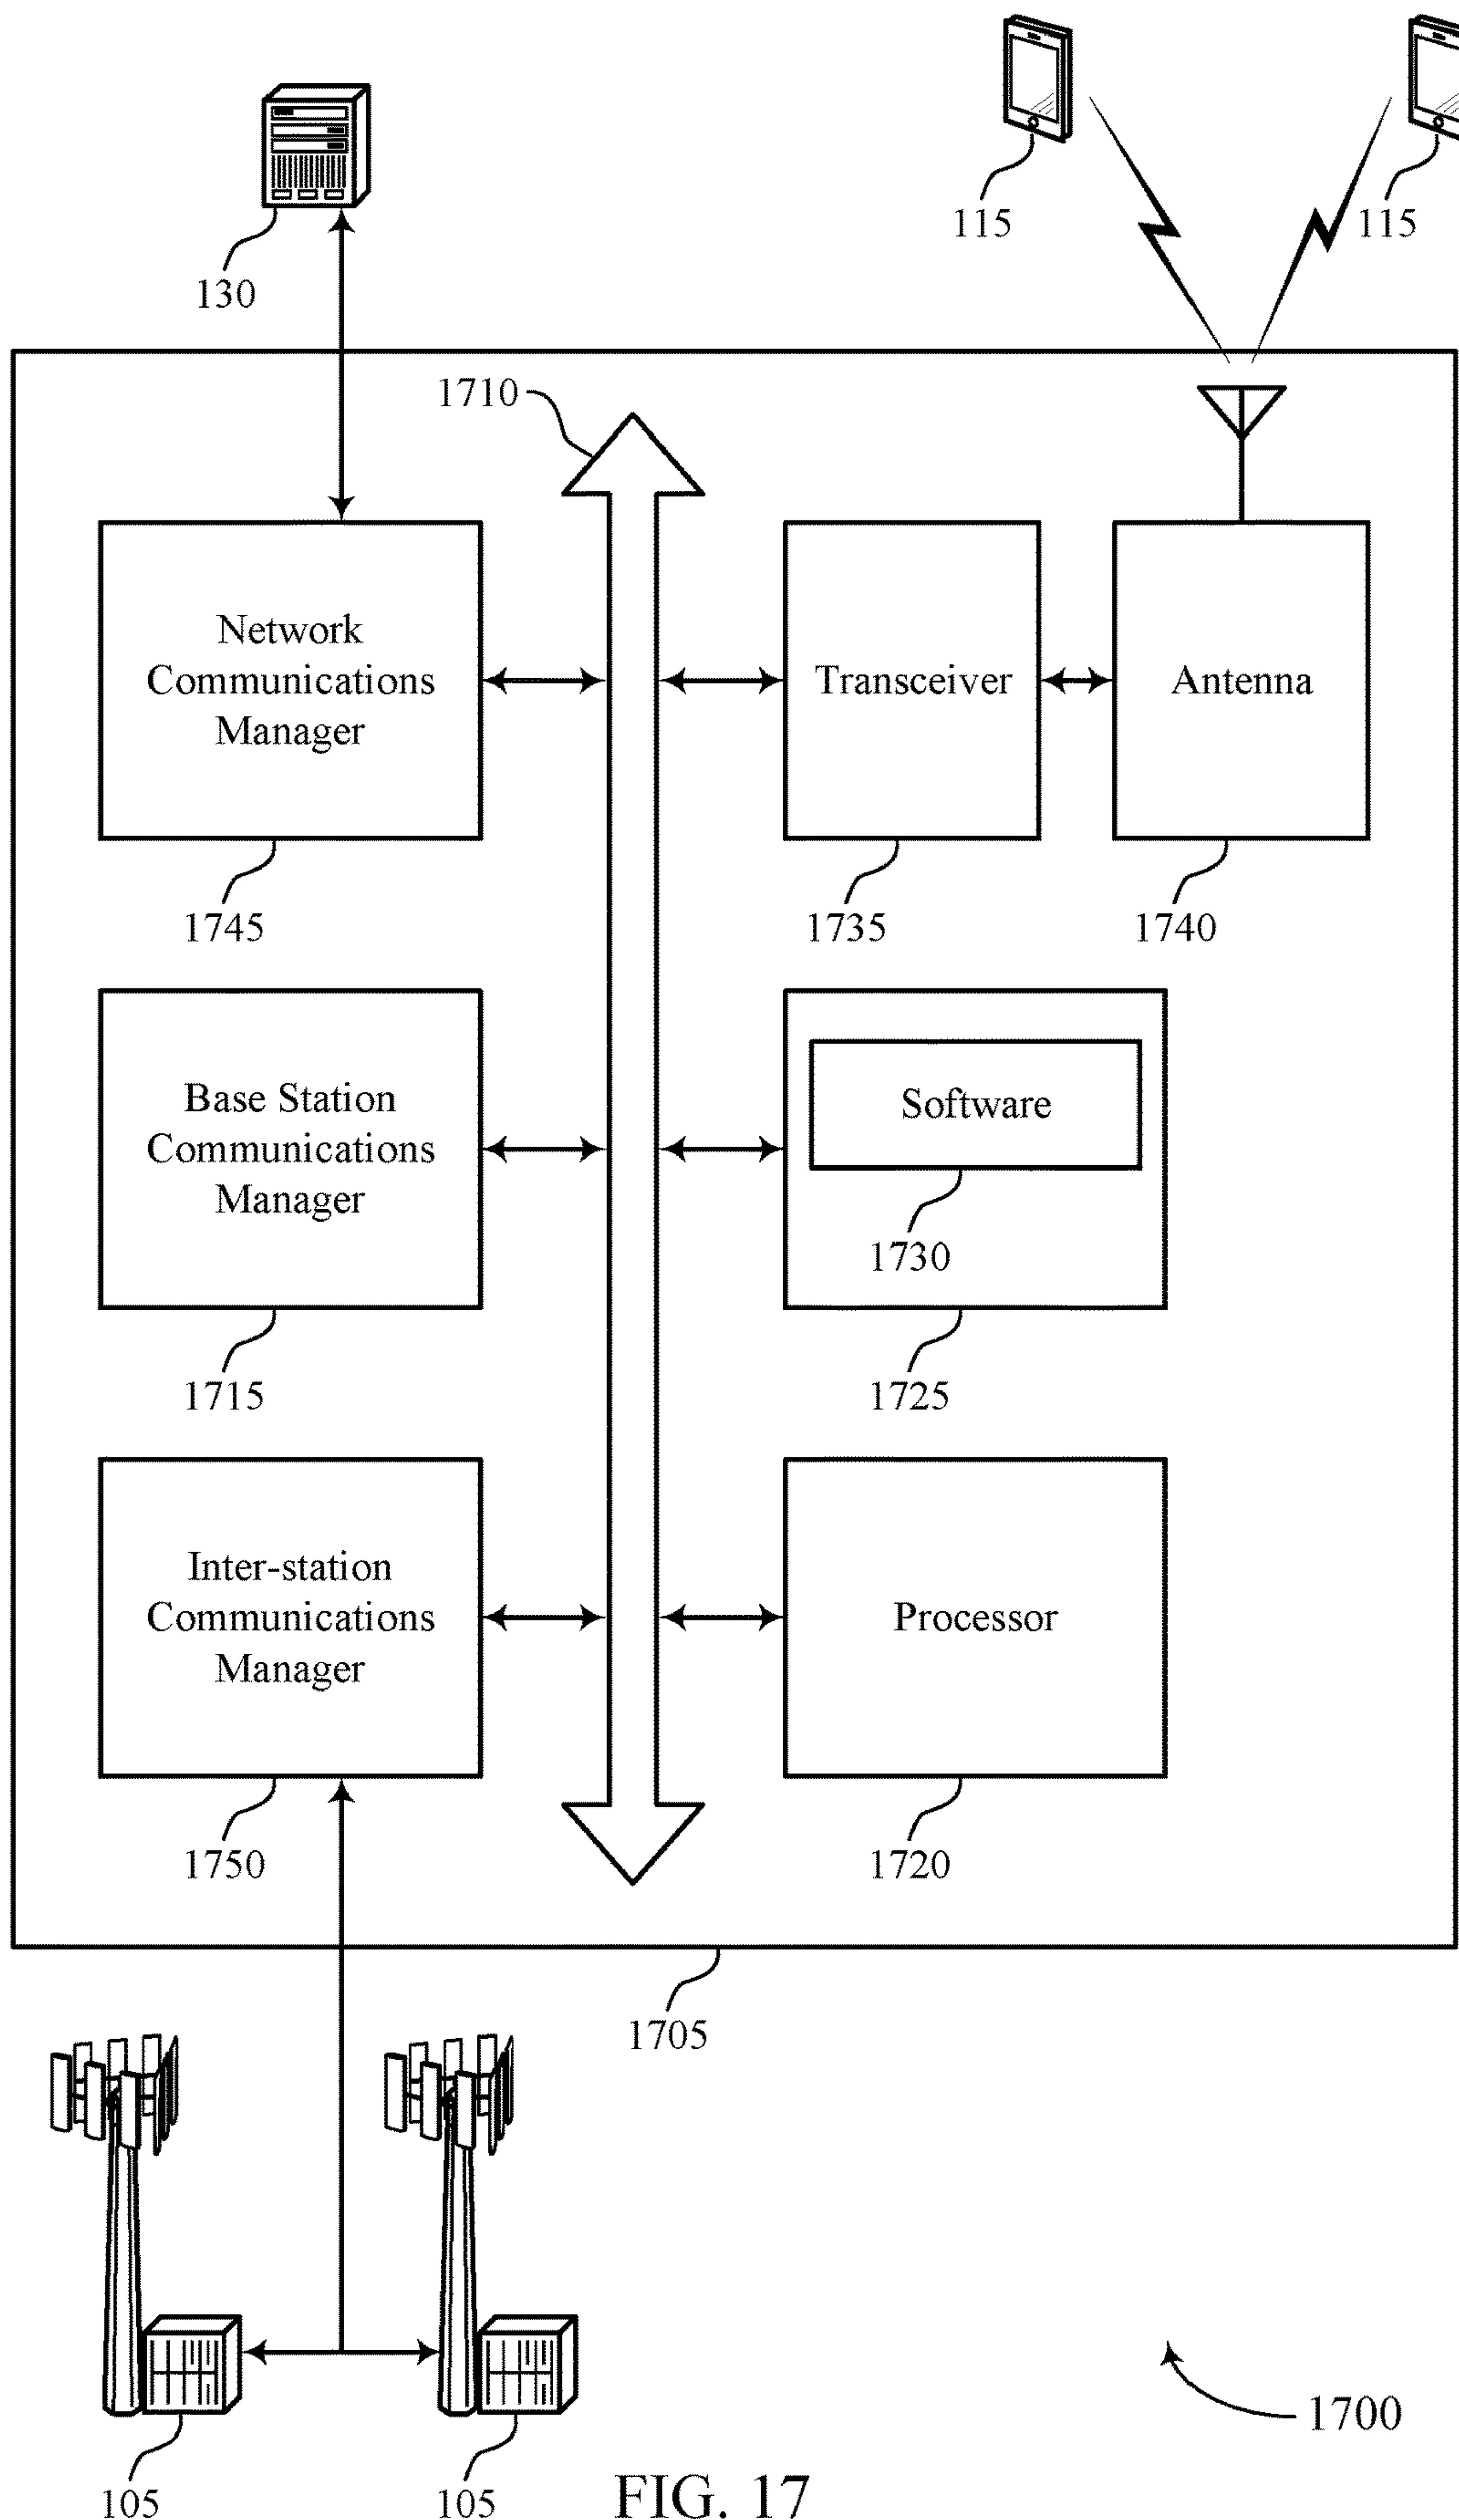 115
115
130
1710
Network
Communications
Manager
Transceiver
Antenna
1745
1735
1740
Base Station
Communications
Manager
Software
1730
1715
1725
Inter-station
Communications
Manager
Processor
1750
1720
1705
1700
105
105
FIG. 17